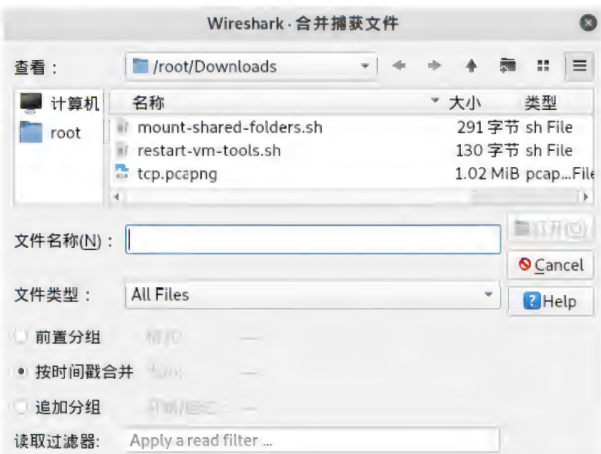 Wireshark · 合并捕获文件
查看：
/root/Downloads
计算机
root
名称 大小 类型
mount-shared-folders.sh 291 字节 sh File
restart-vm-tools.sh 130 字节 sh File
tcp.pcapng 1.02 MiB pcap...File
文件名称(N)：
打开(O)
Cancel
文件类型： All Files
Help
前置分组
按时间戳合并
追加分组
读取过滤器: Apply a read filter ...